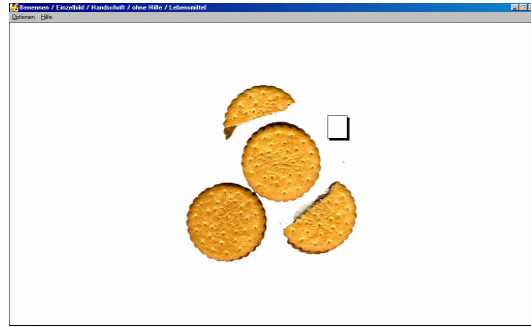 Benennen / Einzelbild / Handschrift / ohne Hilfe / Lebensmittel
Optionen Hilfe